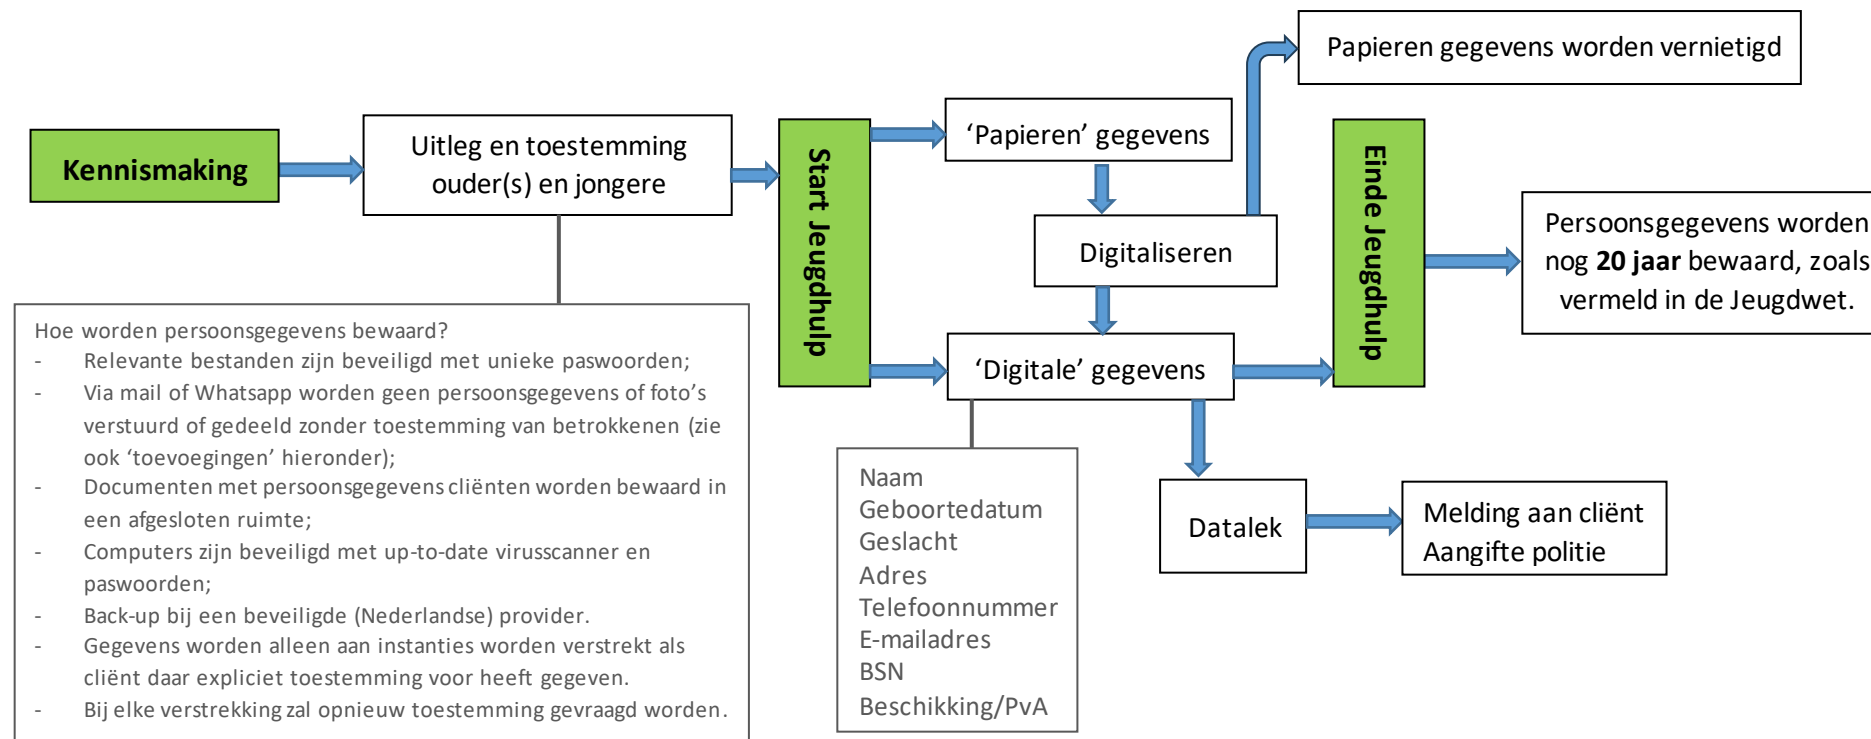 Kennismaking
Uitleg en toestemming
ouder(s) en jongere
Hoe worden persoonsgegevens bewaard?
- Relevante bestanden zijn beveiligd met unieke paswoorden;
- Via mail of Whatsapp worden geen persoonsgegevens of foto’s
verstuurd of gedeeld zonder toestemming van betrokkenen (zie
ook ‘toevoegingen’ hieronder);
- Documenten met persoonsgegevens cliënten worden bewaard in
een afgesloten ruimte;
- Computers zijn beveiligd met up-to-date virusscanner en
paswoorden;
- Back-up bij een beveiligde (Nederlandse) provider.
- Gegevens worden alleen aan instanties worden verstrekt als
cliënt daar expliciet toestemming voor heeft gegeven.
- Bij elke verstrekking zal opnieuw toestemming gevraagd worden.
Start Jeugdhulp
‘Papieren’ gegevens
Papieren gegevens worden vernietigd
Digitaliseren
‘Digitale’ gegevens
Naam
Geboortedatum
Geslacht
Adres
Telefoonnummer
E-mailadres
BSN
Beschikking/PvA
Datalek
Melding aan cliënt
Aangifte politie
Einde Jeugdhulp
Persoonsgegevens worden
nog 20 jaar bewaard, zoals
vermeld in de Jeugdwet.